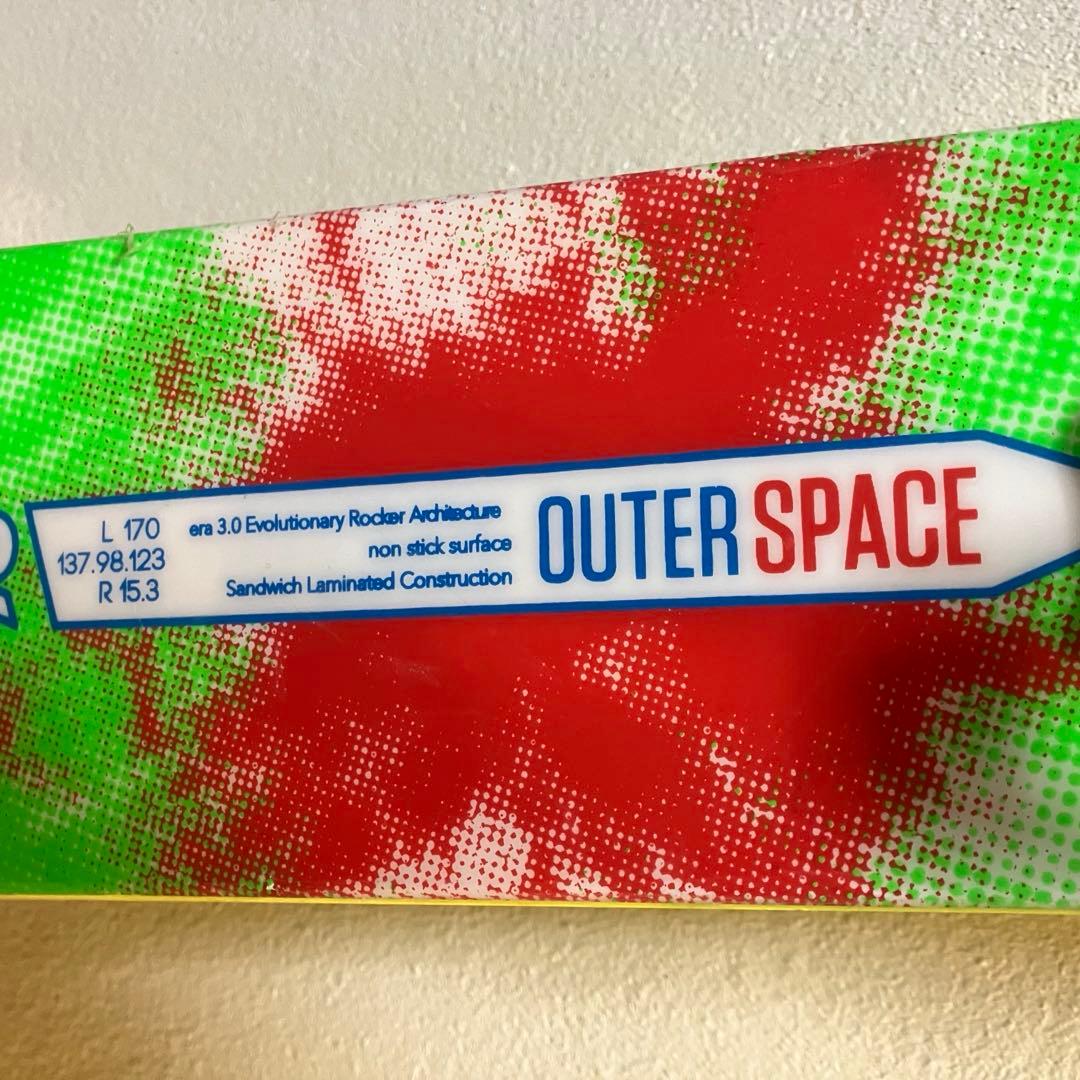 L 170
137.98.123
R 15.3
era 3.0 Evolutionary Rocker Architecture
non stick surface
Sandwich Laminated Construction
OUTER SPACE